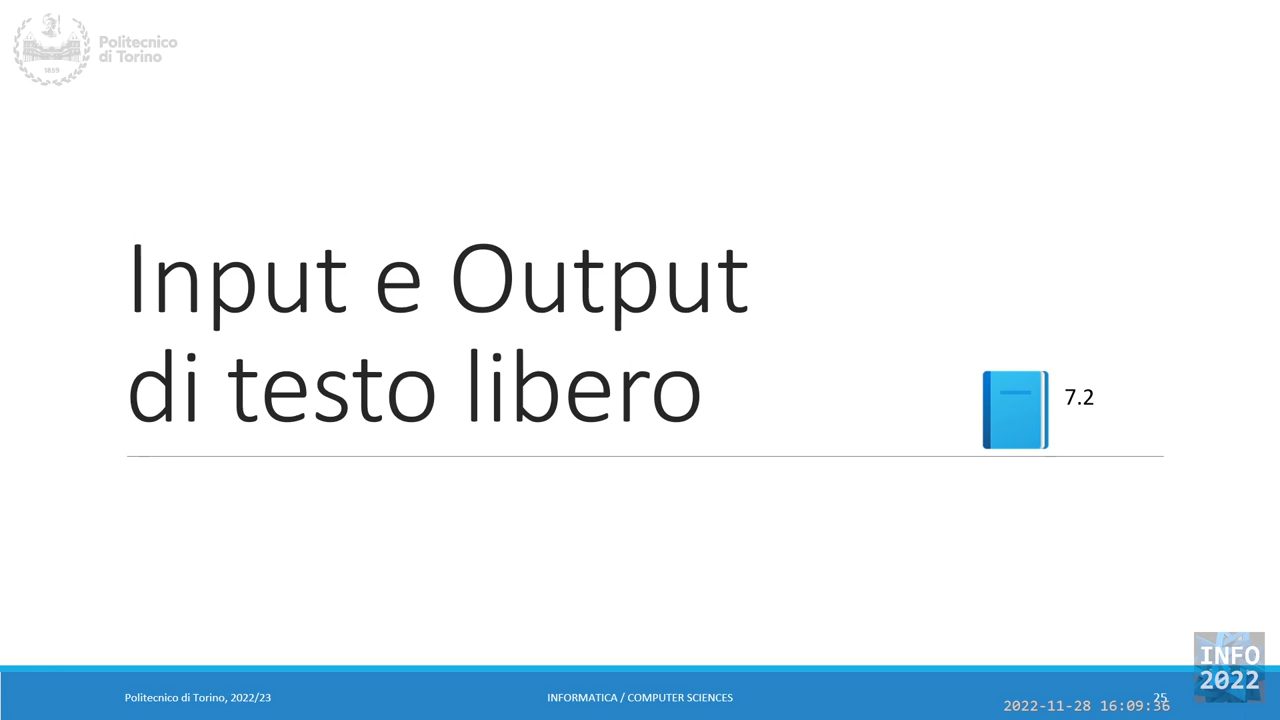 Politecnico
di Torino
1859
Input e Output
di testo libero
7.2
INFO
2022
Politecnico di Torino, 2022/23
INFORMATICA / COMPUTER SCIENCES
25
2022-11-28 16:09:36